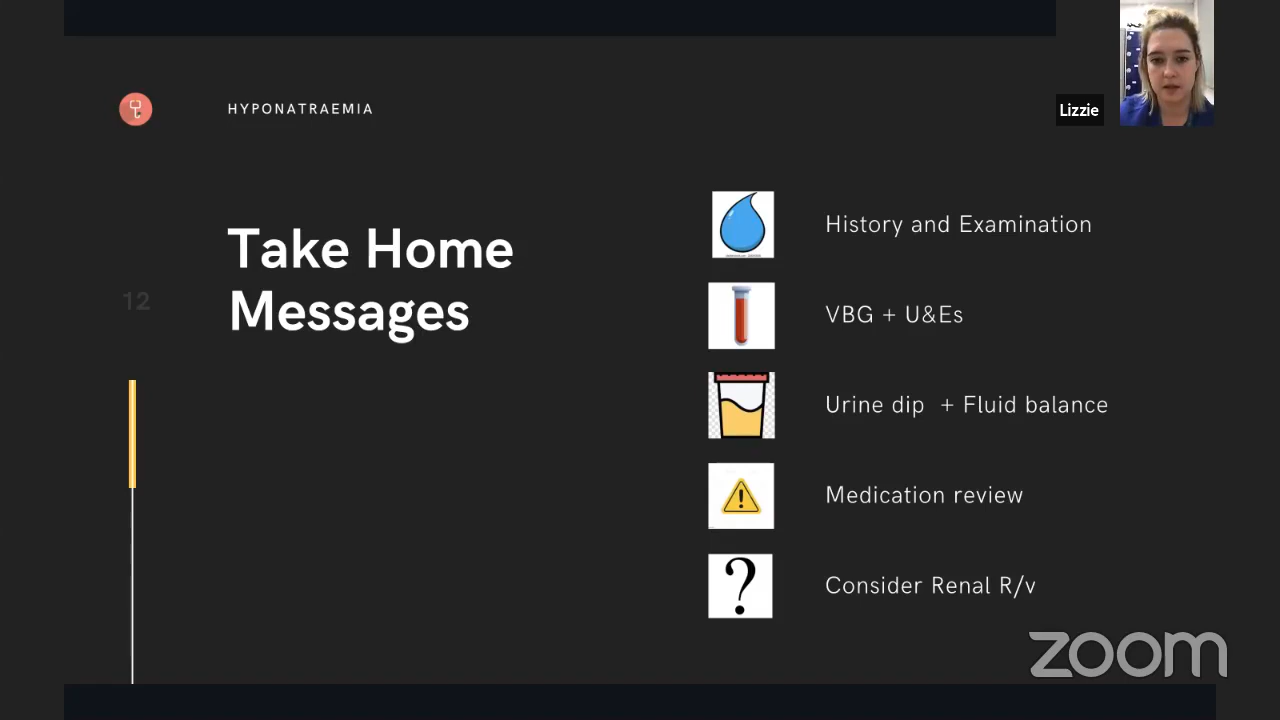 HYPONATRAEMIA
Lizzie
Take Home
Messages
12
History and Examination
VBG + U&Es
Urine dip + Fluid balance
Medication review
?
Consider Renal R/v
zoom